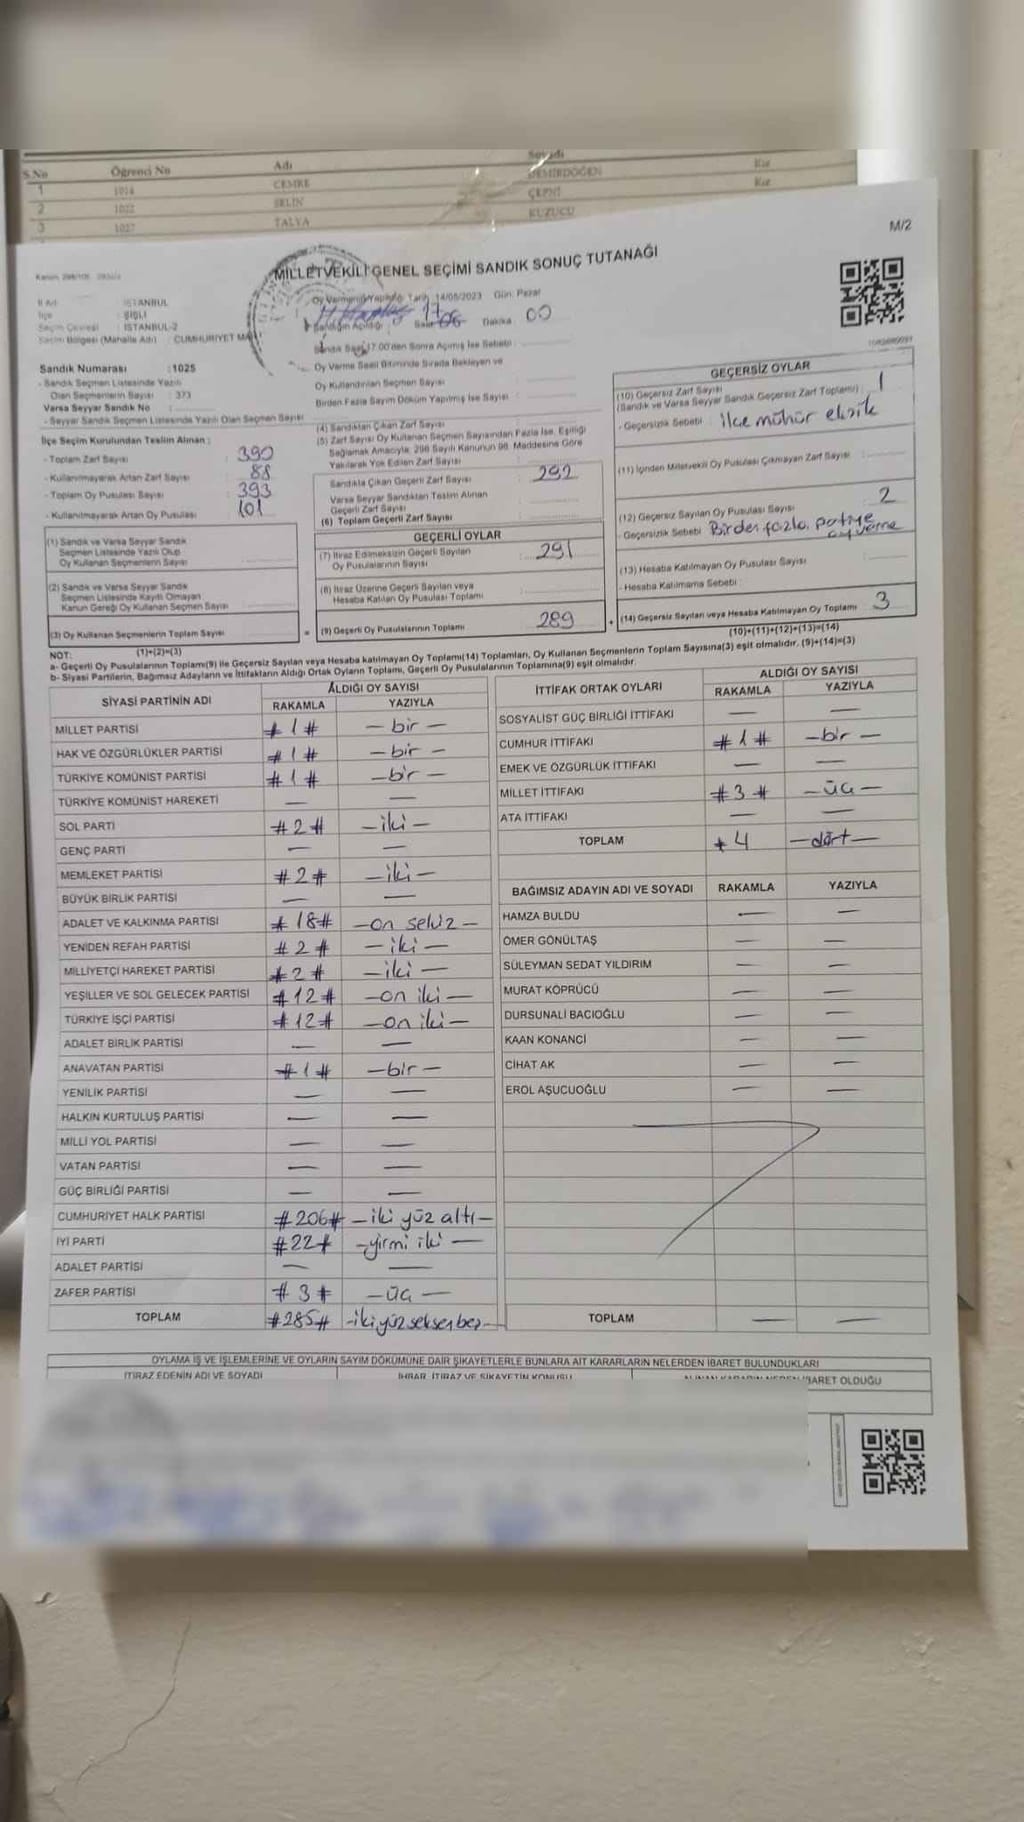 S.No Öğrenci No Adı Soyadı Kız
1 1014 CEMRE DEMİRDÖĞEN Kız
2 1022 SELİN ÇEPNİ
3 1027 TALYA KUZUCU
M/2
MİLLETVEKİLİ GENEL SEÇİMİ SANDIK SONUÇ TUTANAĞI
İl Adı : İSTANBUL
İlçe : ŞİŞLİ
Seçim Çevresi : İSTANBUL-2
Seçim Bölgesi (Mahalle Adı) : CUMHURİYET MAH
Oy Vermenin Yapıldığı Tarih : 14/05/2023 Gün: Pazar
Sandığın Açıldığı Saat 17 Dakika 00
Sandık Saat 17.00'den Sonra Açılmış İse Sebebi :
Oy Verme Saati Bitiminde Sırada Bekleyen ve
Oy Kullandırılan Seçmen Sayısı
Birden Fazla Sayım Döküm Yapılmış İse Sayısı :
Sandık Numarası : 1025
- Sandık Seçmen Listesinde Yazılı
Olan Seçmenlerin Sayısı : 373
Varsa Seyyar Sandık No :
- Seyyar Sandık Seçmen Listesinde Yazılı Olan Seçmen Sayısı
İlçe Seçim Kurulundan Teslim Alınan :
- Toplam Zarf Sayısı : 390
- Kullanılmayarak Artan Zarf Sayısı : 88
- Toplam Oy Pusulası Sayısı : 393
- Kullanılmayarak Artan Oy Pusulası : 101
(1) Sandık ve Varsa Seyyar Sandık
Seçmen Listesinde Yazılı Olup
Oy Kullanan Seçmenlerin Sayısı
(2) Sandık ve Varsa Seyyar Sandık
Seçmen Listesinde Kayıtlı Olmayan
Kanun Gereği Oy Kullanan Seçmen Sayısı
(3) Oy Kullanan Seçmenlerin Toplam Sayısı
(1)+(2)=(3)
(4) Sandıktan Çıkan Zarf Sayısı
(5) Zarf Sayısı Oy Kullanan Seçmen Sayısından Fazla İse, Eşitliği
Sağlamak Amacıyla, 298 Sayılı Kanunun 98. Maddesine Göre
Yakılarak Yok Edilen Zarf Sayısı
Sandıkta Çıkan Geçerli Zarf Sayısı : 292
Varsa Seyyar Sandıktan Teslim Alınan
Geçerli Zarf Sayısı
(6) Toplam Geçerli Zarf Sayısı
GEÇERLİ OYLAR
(7) İtiraz Edilmeksizin Geçerli Sayılan
Oy Pusulalarının Sayısı : 291
(8) İtiraz Üzerine Geçerli Sayılan veya
Hesaba Katılan Oy Pusulası Toplamı
= (9) Geçerli Oy Pusulalarının Toplamı 289 +
GEÇERSİZ OYLAR
(10) Geçersiz Zarf Sayısı
(Sandık ve Varsa Seyyar Sandık Geçersiz Zarf Toplamı) : 1
- Geçersizlik Sebebi : ilçe mühür eksik
(11) İçinden Milletvekili Oy Pusulası Çıkmayan Zarf Sayısı
(12) Geçersiz Sayılan Oy Pusulası Sayısı 2
- Geçersizlik Sebebi Birden fazla partiye oy verme
(13) Hesaba Katılmayan Oy Pusulası Sayısı
- Hesaba Katılmama Sebebi :
(14) Geçersiz Sayılan veya Hesaba Katılmayan Oy Toplamı 3
(10)+(11)+(12)+(13)=(14)
NOT:
a- Geçerli Oy Pusulalarının Toplamı(9) ile Geçersiz Sayılan veya Hesaba katılmayan Oy Toplamı(14) Toplamları, Oy Kullanan Seçmenlerin Toplam Sayısına(3) eşit olmalıdır. (9)+(14)=(3)
b- Siyasi Partilerin, Bağımsız Adayların ve İttifakların Aldığı Ortak Oyların Toplamı, Geçerli Oy Pusulalarının Toplamına(9) eşit olmalıdır.
SİYASİ PARTİNİN ADI ALDIĞI OY SAYISI
RAKAMLA YAZIYLA
MİLLET PARTİSİ # 1 # — bir —
HAK VE ÖZGÜRLÜKLER PARTİSİ # 1 # — bir —
TÜRKİYE KOMÜNİST PARTİSİ # 1 # — bir —
TÜRKİYE KOMÜNİST HAREKETİ — —
SOL PARTİ # 2 # — iki —
GENÇ PARTİ — —
MEMLEKET PARTİSİ # 2 # — iki —
BÜYÜK BİRLİK PARTİSİ — —
ADALET VE KALKINMA PARTİSİ # 18 # — on sekiz —
YENİDEN REFAH PARTİSİ # 2 # — iki —
MİLLİYETÇİ HAREKET PARTİSİ # 2 # — iki —
YEŞİLLER VE SOL GELECEK PARTİSİ # 12 # — on iki —
TÜRKİYE İŞÇİ PARTİSİ # 12 # — on iki —
ADALET BİRLİK PARTİSİ — —
ANAVATAN PARTİSİ # 1 # — bir —
YENİLİK PARTİSİ — —
HALKIN KURTULUŞ PARTİSİ — —
MİLLİ YOL PARTİSİ — —
VATAN PARTİSİ — —
GÜÇ BİRLİĞİ PARTİSİ — —
CUMHURİYET HALK PARTİSİ # 206 # — iki yüz altı —
İYİ PARTİ # 22 # — yirmi iki —
ADALET PARTİSİ — —
ZAFER PARTİSİ # 3 # — üç —
TOPLAM # 285 # — iki yüz seksen beş —
İTTİFAK ORTAK OYLARI ALDIĞI OY SAYISI
RAKAMLA YAZIYLA
SOSYALİST GÜÇ BİRLİĞİ İTTİFAKI — —
CUMHUR İTTİFAKI # 1 # — bir —
EMEK VE ÖZGÜRLÜK İTTİFAKI — —
MİLLET İTTİFAKI # 3 # — üç —
ATA İTTİFAKI — —
TOPLAM # 4 — dört —
BAĞIMSIZ ADAYIN ADI VE SOYADI RAKAMLA YAZIYLA
HAMZA BULDU — —
ÖMER GÖNÜLTAŞ — —
SÜLEYMAN SEDAT YILDIRIM — —
MURAT KÖPRÜCÜ — —
DURSUNALİ BACIOĞLU — —
KAAN KONANCİ — —
CİHAT AK — —
EROL AŞUCUOĞLU — —
TOPLAM — —
OYLAMA İŞ VE İŞLEMLERİNE VE OYLARIN SAYIM DÖKÜMÜNE DAİR ŞİKAYETLERLE BUNLARA AİT KARARLARIN NELERDEN İBARET BULUNDUKLARI
İTİRAZ EDENİN ADI VE SOYADI İHBAR, İTİRAZ VE ŞİKAYETİN KONUSU ALINAN KARARIN NEDEN İBARET OLDUĞU